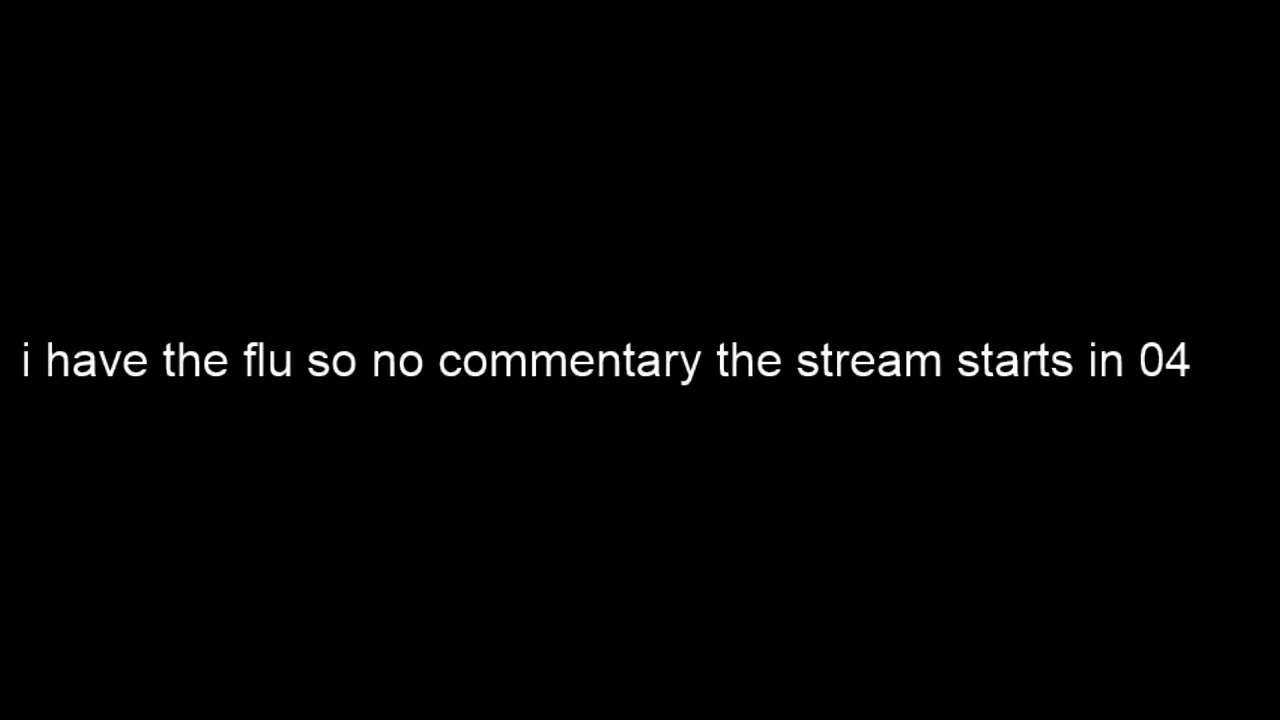 i have the flu so no commentary the stream starts in 04